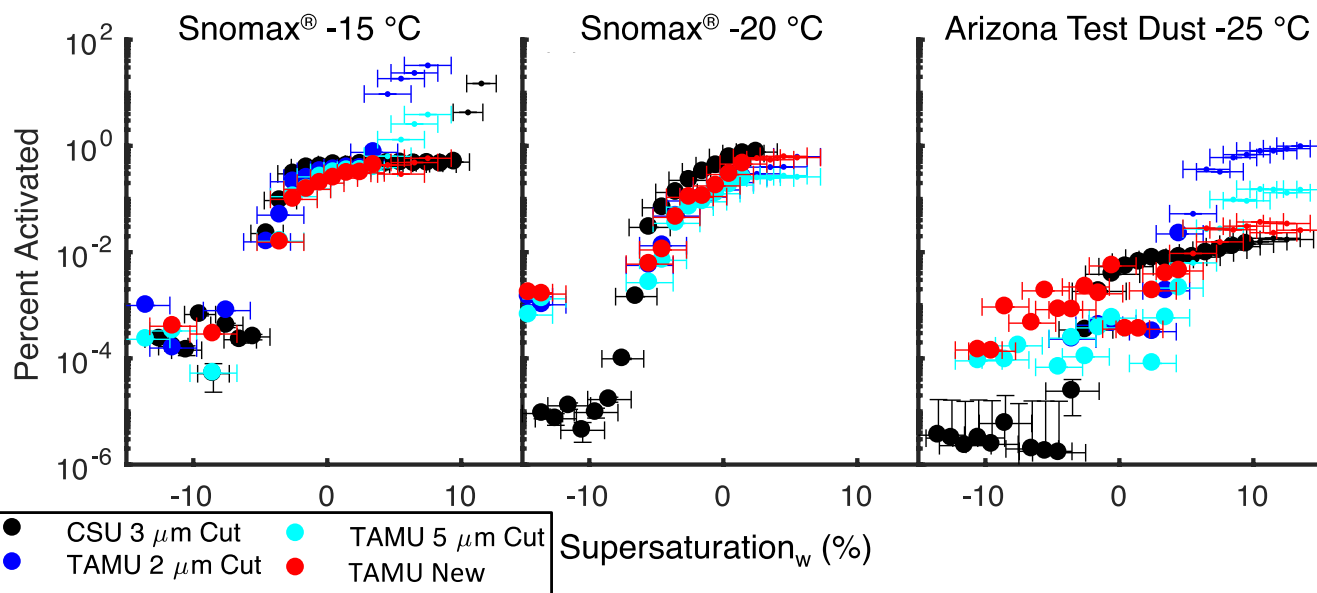 Snomax® -15 °C
Snomax® -20 °C
Arizona Test Dust -25 °C
Percent Activated
10²
10⁰
10⁻²
10⁻⁴
10⁻⁶
-10 0 10
-10 0 10
-10 0 10
Supersaturation_w (%)
CSU 3 μm Cut
TAMU 2 μm Cut
TAMU 5 μm Cut
TAMU New